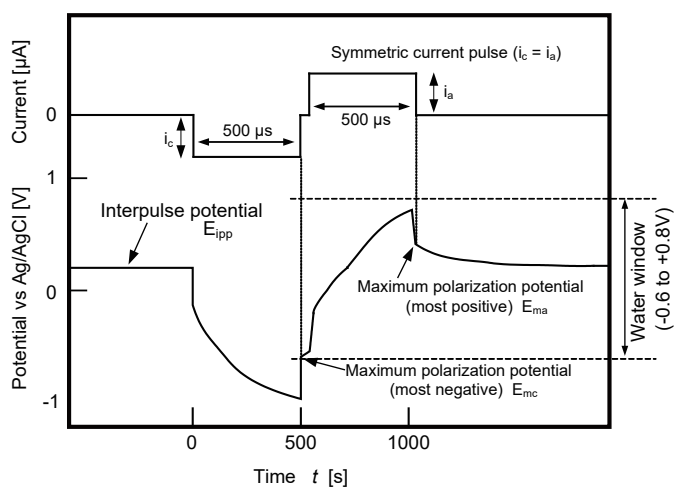 Symmetric current pulse (ic = ia)
Current [µA]
0
ic
500 µs
500 µs
ia
1
Interpulse potential
Eipp
0
Potential vs Ag/AgCl [V]
Maximum polarization potential
(most positive) Ema
Water window
(-0.6 to +0.8V)
Maximum polarization potential
(most negative) Emc
-1
0
500
1000
Time t [s]